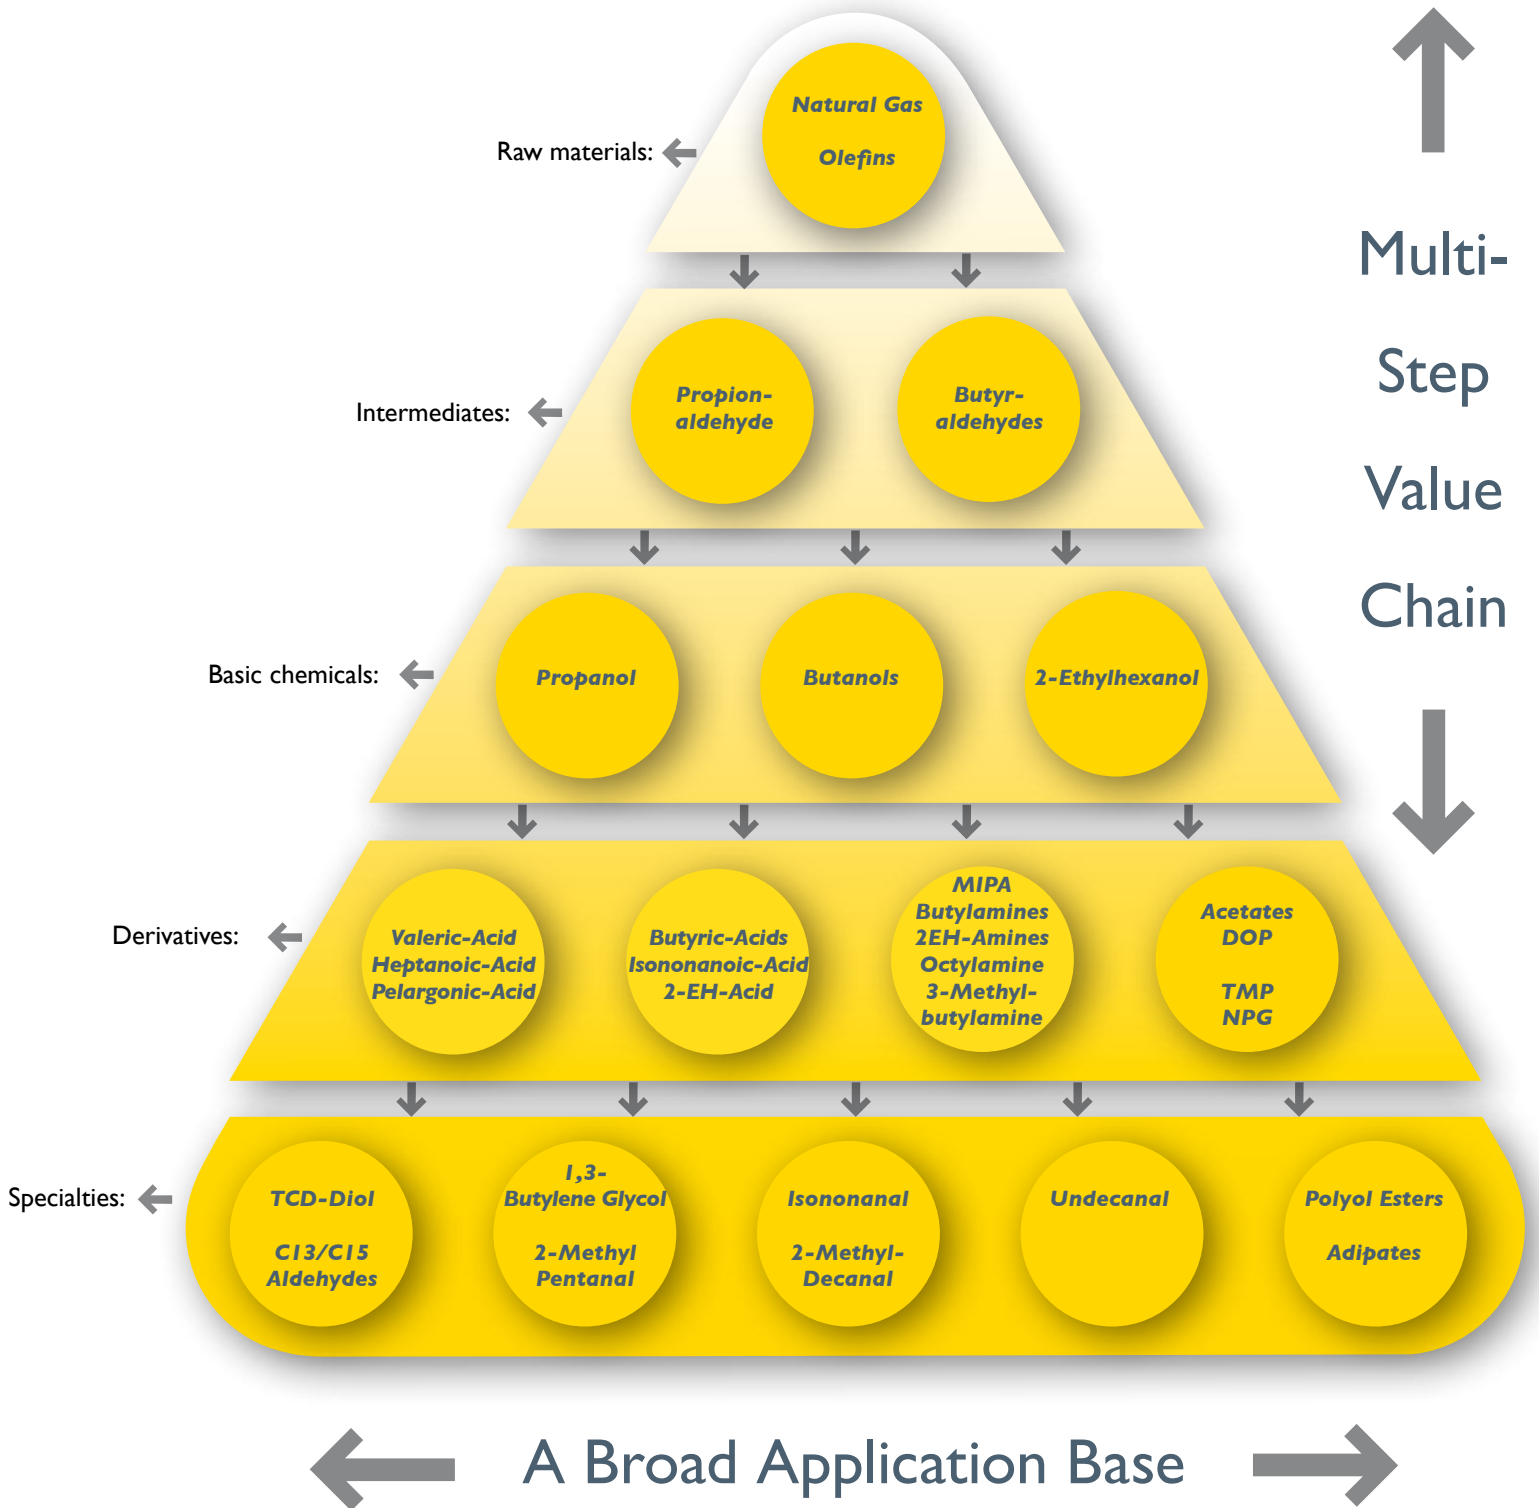 Raw materials:
Natural Gas
Olefins
Intermediates:
Propion-
aldehyde
Butyr-
aldehydes
Basic chemicals:
Propanol
Butanols
2-Ethylhexanol
Derivatives:
Valeric-Acid
Heptanoic-Acid
Pelargonic-Acid
Butyric-Acids
Isononanoic-Acid
2-EH-Acid
MIPA
Butylamines
2EH-Amines
Octylamine
3-Methyl-
butylamine
Acetates
DOP
TMP
NPG
Specialties:
TCD-Diol
C13/C15
Aldehydes
1,3-
Butylene Glycol
2-Methyl
Pentanal
Isononanal
2-Methyl-
Decanal
Undecanal
Polyol Esters
Adipates
Multi-
Step
Value
Chain
A Broad Application Base